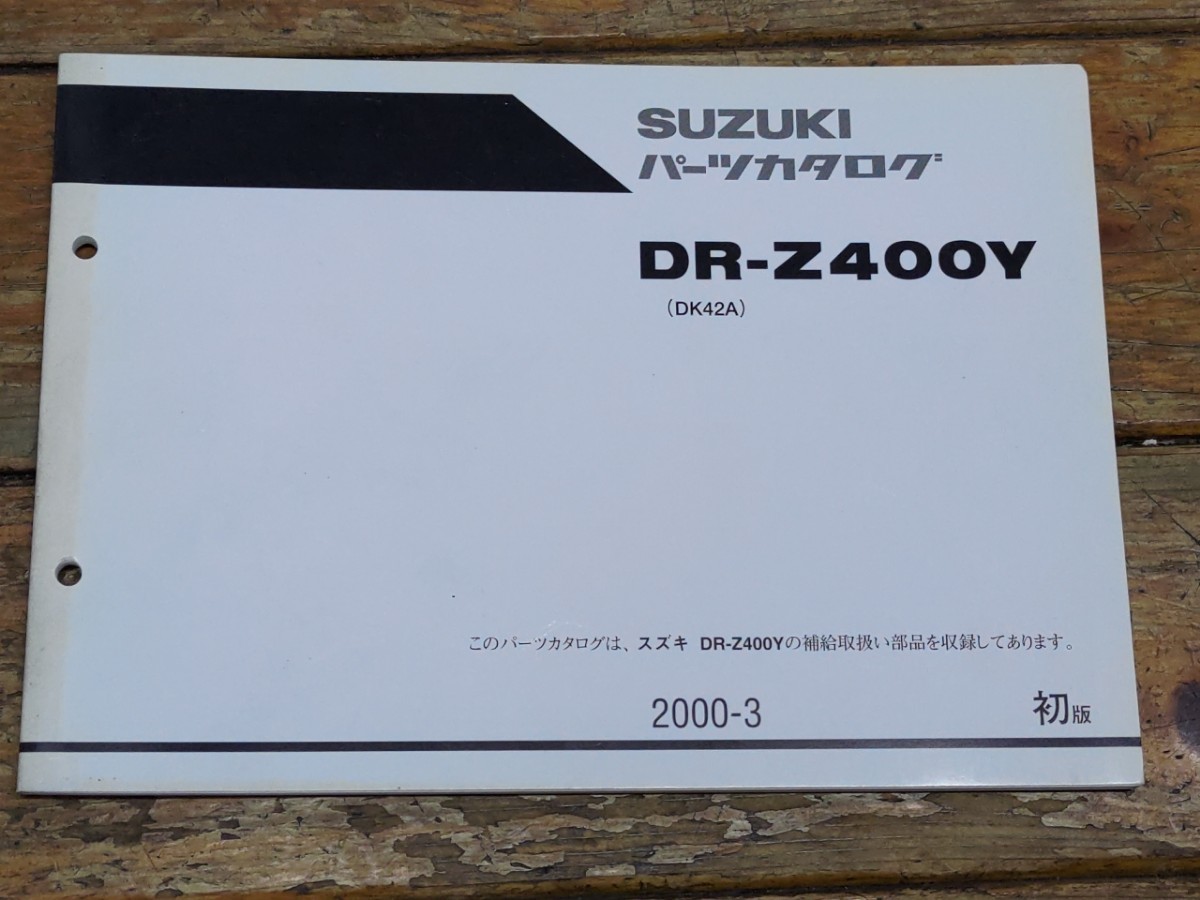 SUZUKI
パーツカタログ
DR-Z400Y
(DK42A)
このパーツカタログは、スズキ DR-Z400Yの補給取扱い部品を収録してあります。
2000-3
初版